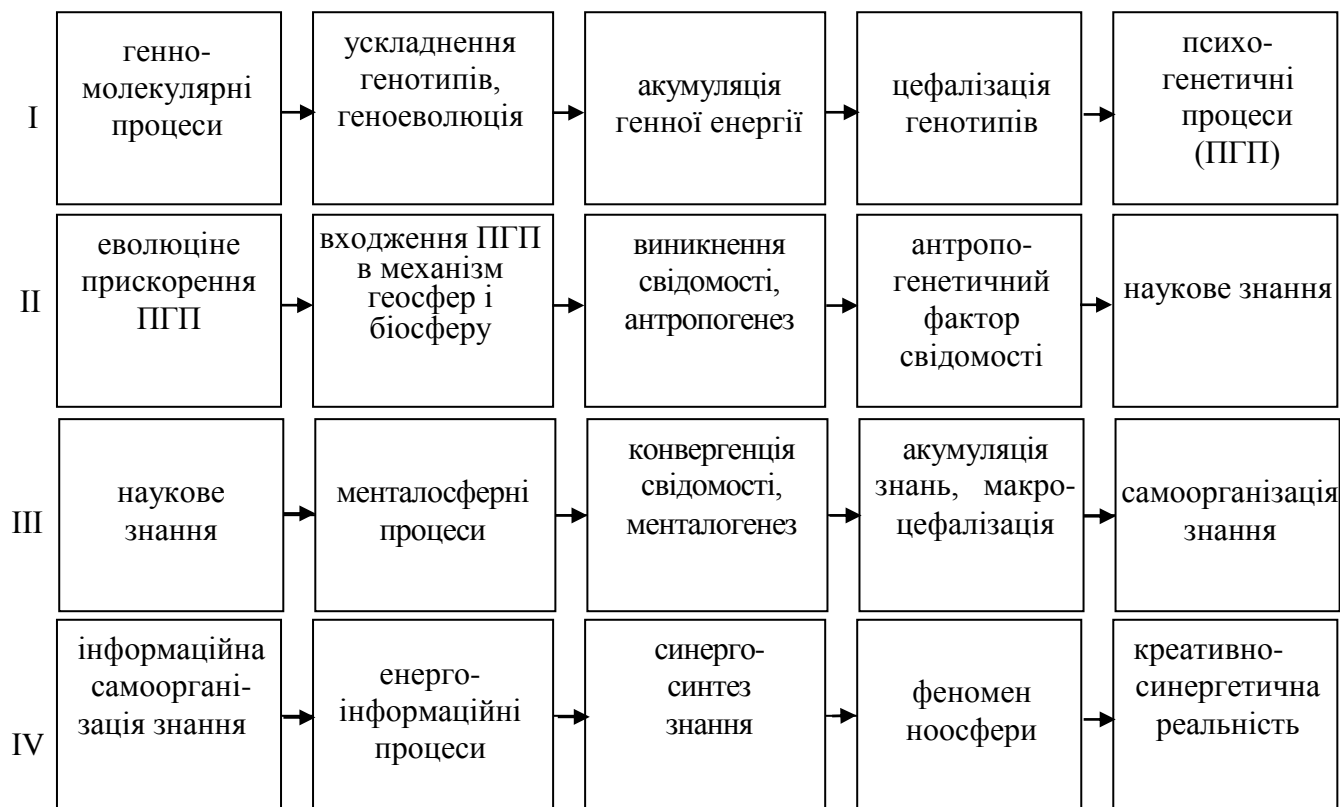 I
генно-
молекулярні
процеси
ускладнення
генотипів,
геноеволюція
акумуляція
генної енергії
цефалізація
генотипів
психо-
генетичні
процеси
(ПГП)
II
еволюціне
прискорення
ПГП
входження ПГП
в механізм
геосфер і
біосферу
виникнення
свідомості,
антропогенез
антропо-
генетичний
фактор
свідомості
наукове знання
III
наукове
знання
менталосферні
процеси
конвергенція
свідомості,
менталогенез
акумуляція
знань, макро-
цефалізація
самоорганізація
знання
IV
інформаційна
самооргані-
зація знання
енерго-
інформаційні
процеси
синерго-
синтез
знання
феномен
ноосфери
креативно-
синергетична
реальність